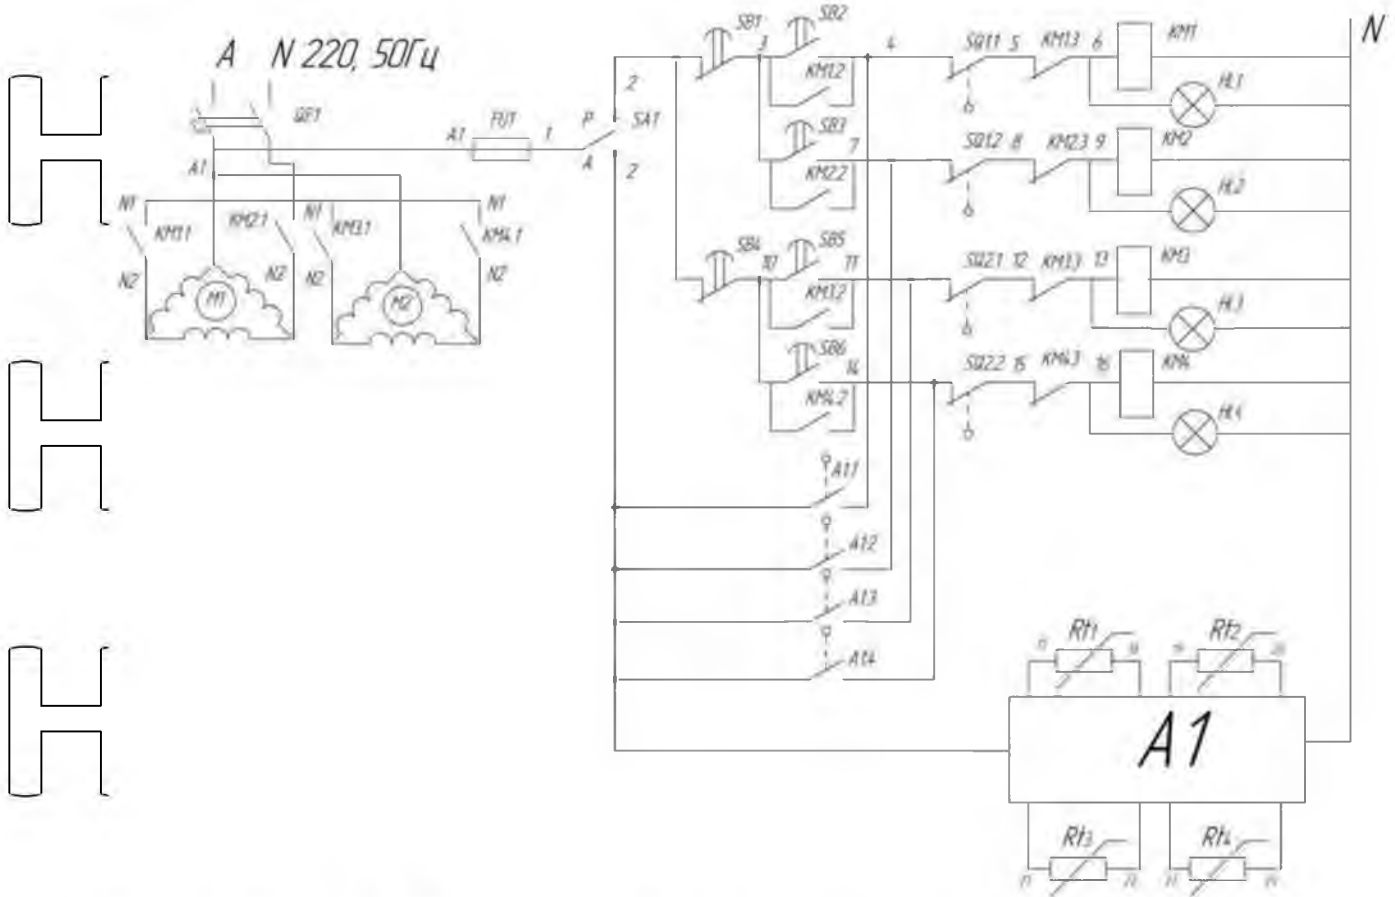 A N 220, 50Гц
QF1
A1
FU1
1
P
SA1
A
2
2
A1
N1
KM1.1
N2
KM2.1
N2
N1
KM3.1
N2
N1
KM4.1
N2
M1
M2
SB1
3
SB2
4
KM1.2
SQ1.1
5
KM1.3
6
KM1
HL1
N
SB3
7
KM2.2
SQ1.2
8
KM2.3
9
KM2
HL2
SB4
10
SB5
11
KM3.2
SQ2.1
12
KM3.3
13
KM3
HL3
SB6
14
KM4.2
SQ2.2
15
KM4.3
16
KM4
HL4
A1.1
A1.2
A1.3
A1.4
Rt1
18
Rt2
19
20
A1
Rt3
Rt4